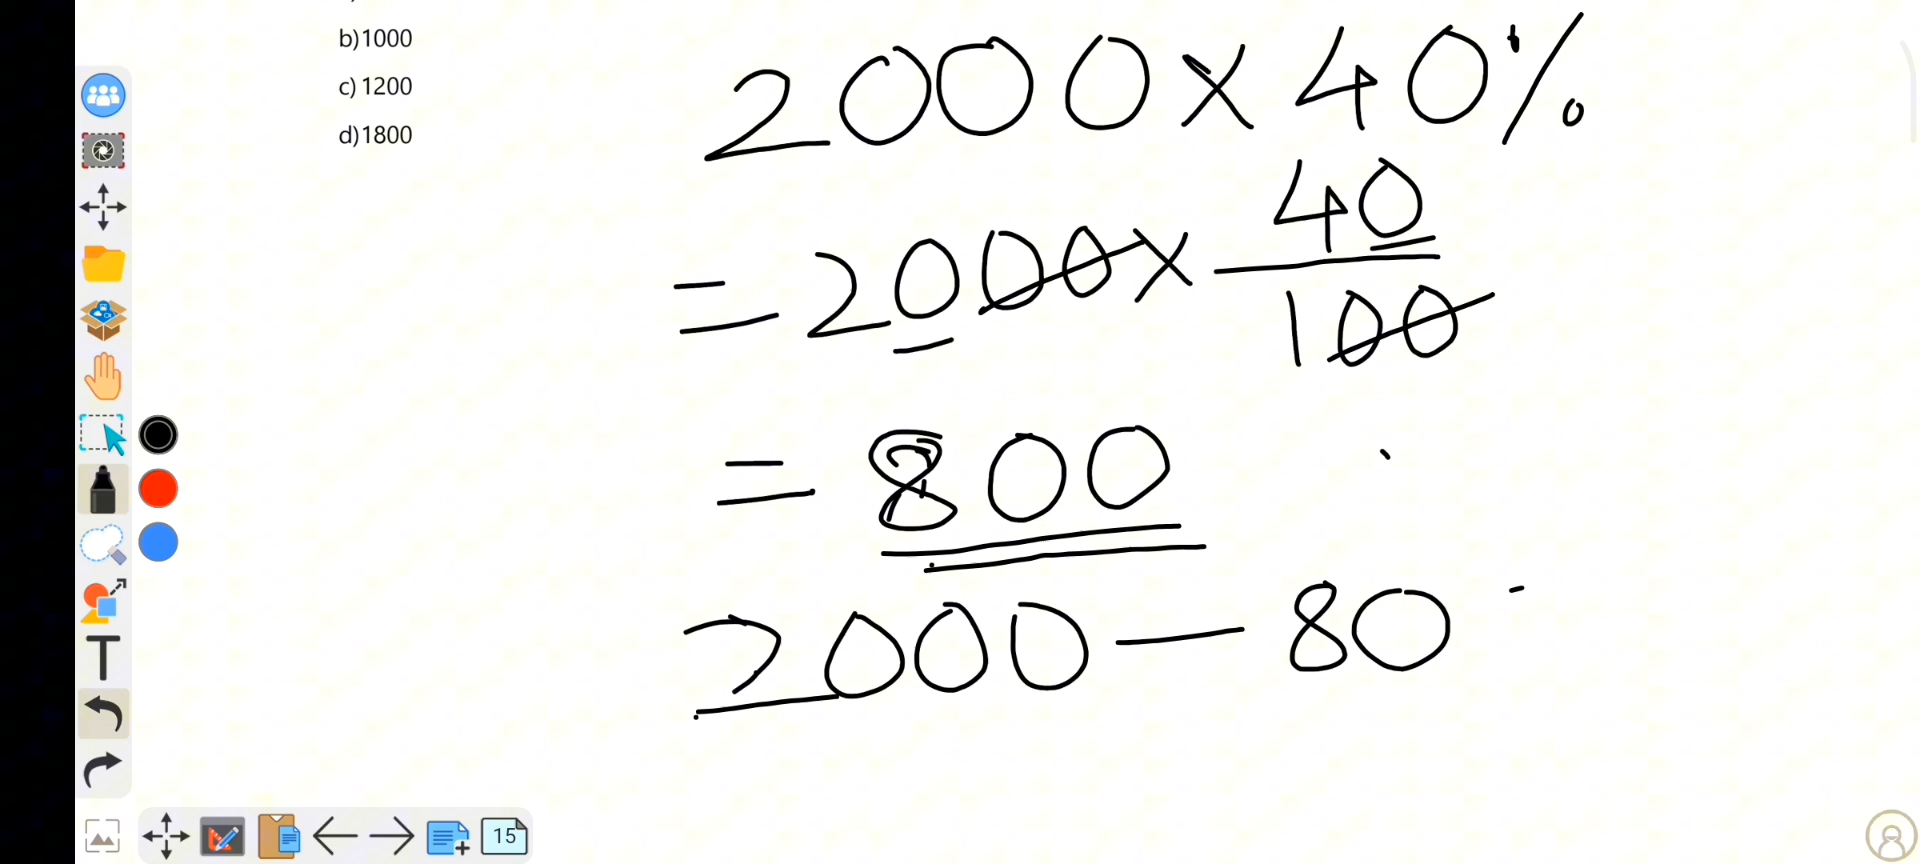 b)1000
c) 1200
d)1800
2000 x 40%
= 2000 x 40/100
= 800
2000 - 80
T
15